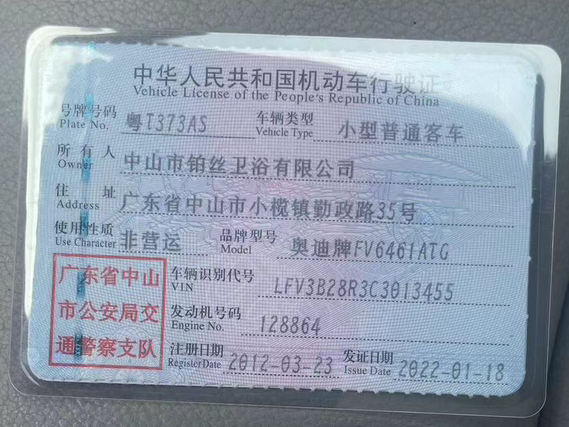 中华人民共和国机动车行驶证
Vehicle License of the People's Republic of China
号牌号码 Plate No. 粤T373AS 车辆类型 Vehicle Type 小型普通客车
所有人 Owner 中山市铂丝卫浴有限公司
住址 Address 广东省中山市小榄镇勤政路35号
使用性质 Use Character 非营运 品牌型号 Model 奥迪牌FV6461ATG
车辆识别代号 VIN LFV3B28R3C3013455
发动机号码 Engine No. 128864
注册日期 Register Date 2012-03-23 发证日期 Issue Date 2022-01-18
广东省中山
市公安局交
通警察支队